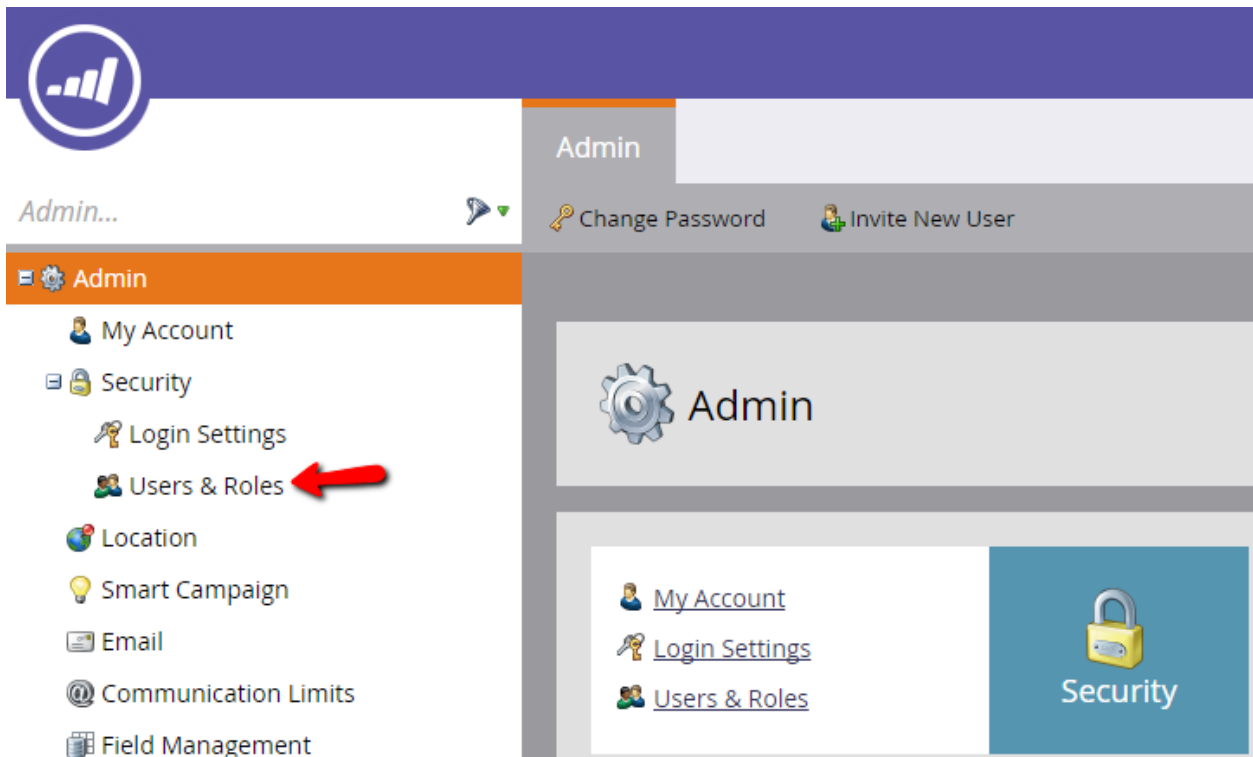 Admin
Admin...
Change Password
Invite New User
Admin
My Account
Security
Login Settings
Users & Roles
Location
Smart Campaign
Email
Communication Limits
Field Management
Admin
My Account
Login Settings
Users & Roles
Security